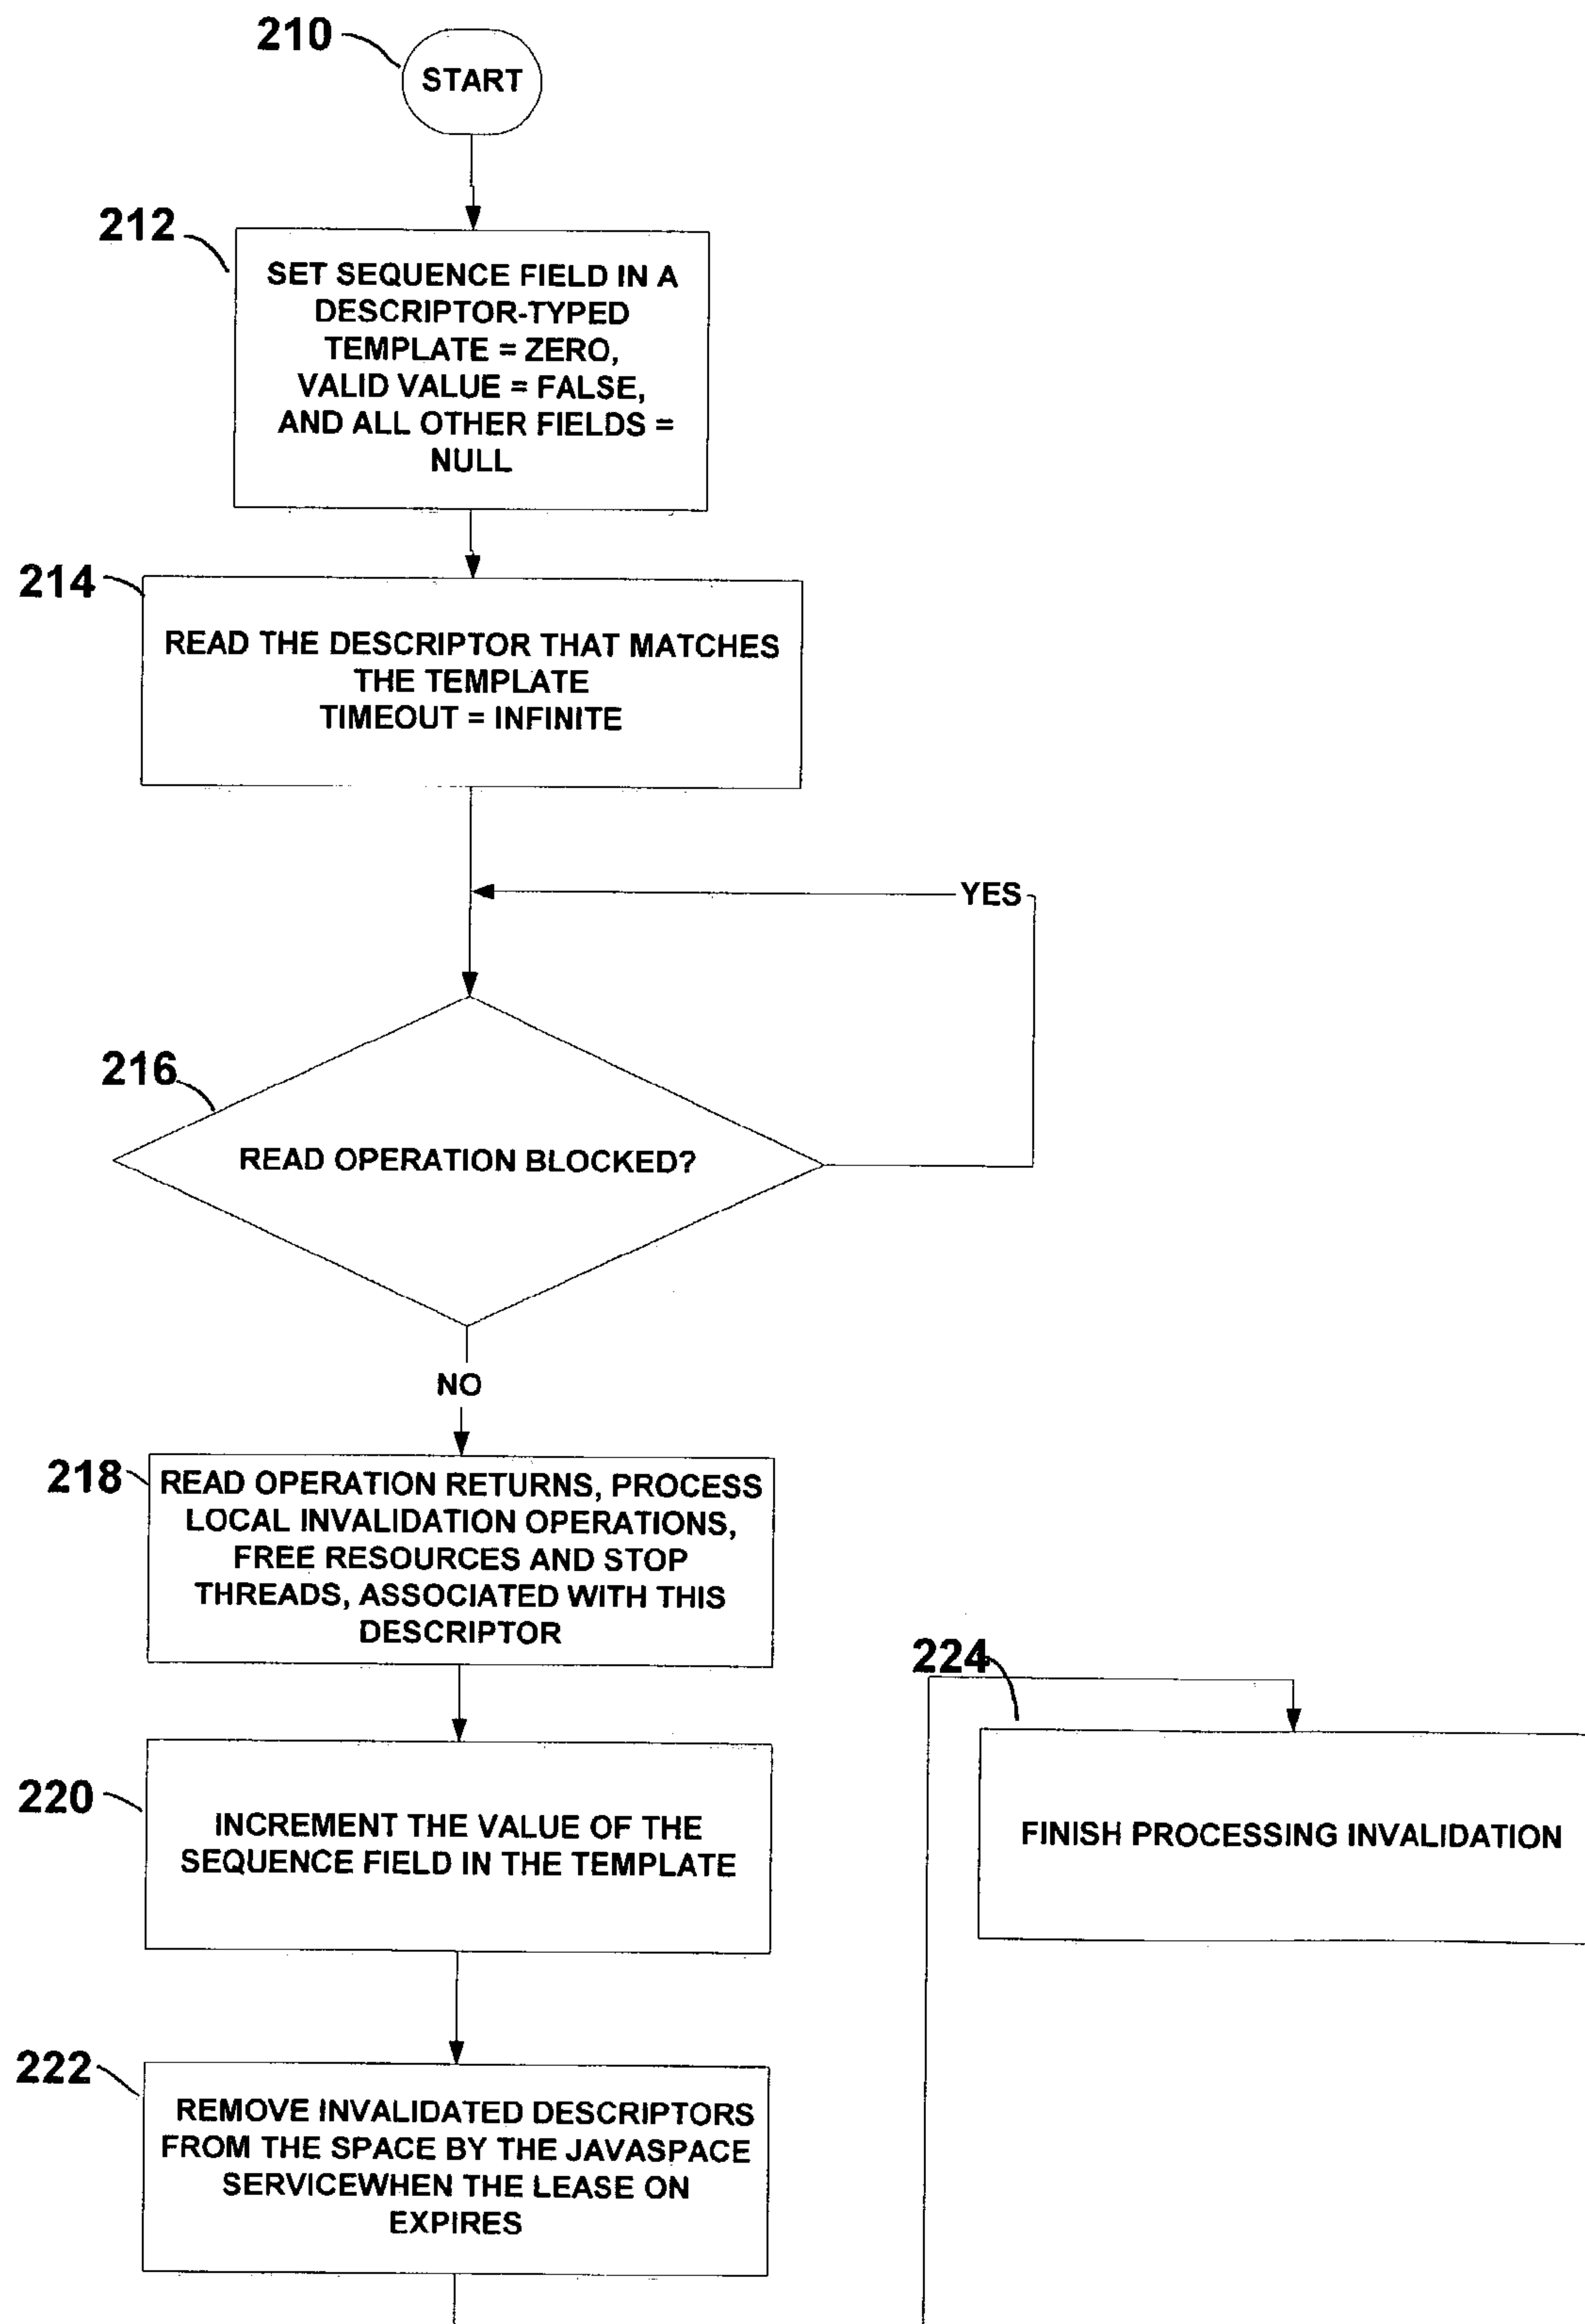 210
START
212
SET SEQUENCE FIELD IN A
DESCRIPTOR-TYPED
TEMPLATE = ZERO,
VALID VALUE = FALSE,
AND ALL OTHER FIELDS =
NULL
214
READ THE DESCRIPTOR THAT MATCHES
THE TEMPLATE
TIMEOUT = INFINITE
YES
216
READ OPERATION BLOCKED?
NO
218
READ OPERATION RETURNS, PROCESS
LOCAL INVALIDATION OPERATIONS,
FREE RESOURCES AND STOP
THREADS, ASSOCIATED WITH THIS
DESCRIPTOR
220
INCREMENT THE VALUE OF THE
SEQUENCE FIELD IN THE TEMPLATE
222
REMOVE INVALIDATED DESCRIPTORS
FROM THE SPACE BY THE JAVASPACE
SERVICEWHEN THE LEASE ON
EXPIRES
224
FINISH PROCESSING INVALIDATION